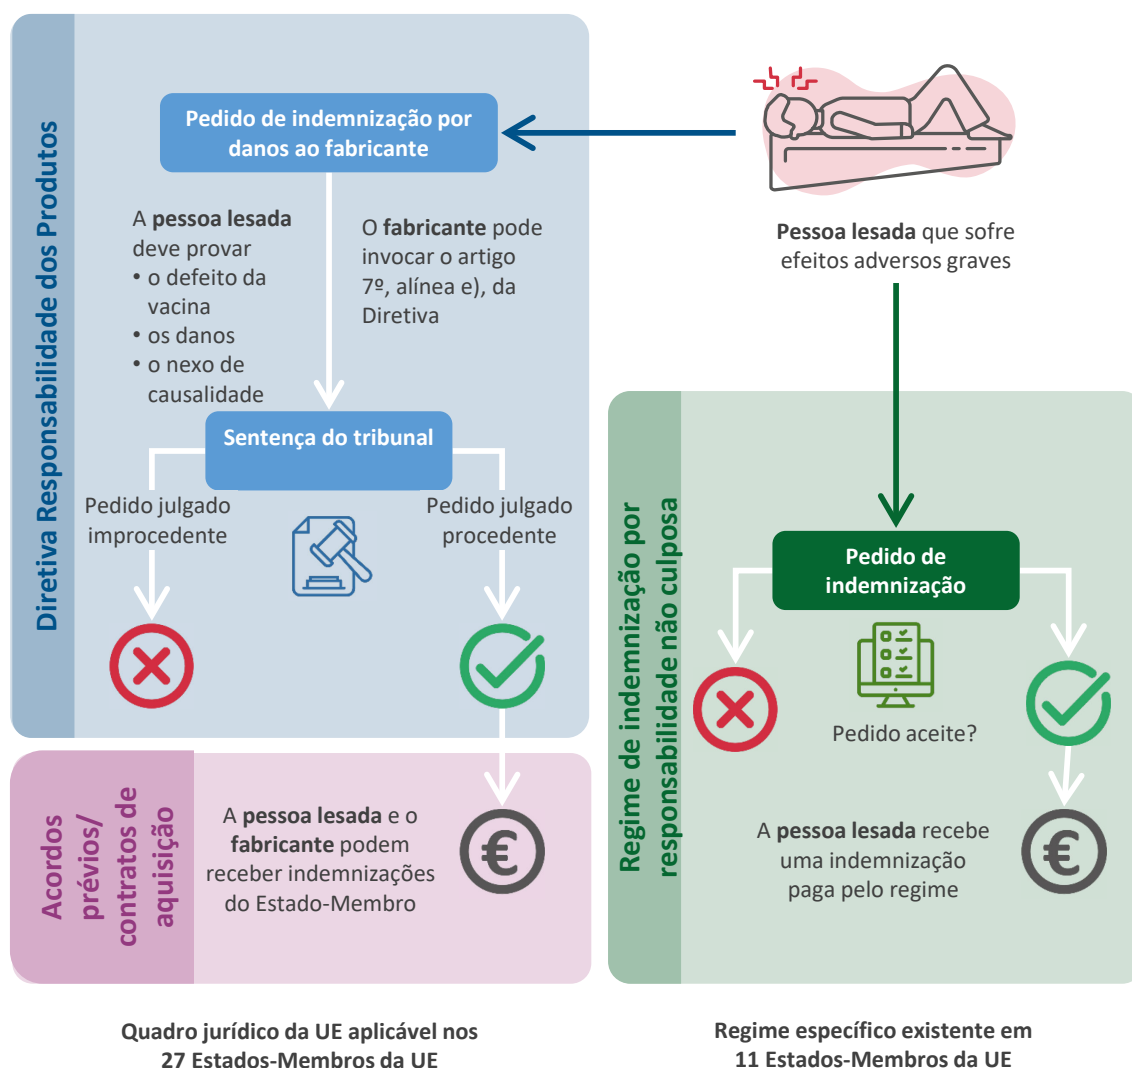 Diretiva Responsabilidade dos Produtos
Pedido de indemnização por
danos ao fabricante
A pessoa lesada
deve provar
• o defeito da
vacina
• os danos
• o nexo de
causalidade
O fabricante pode
invocar o artigo
7º, alínea e), da
Diretiva
Sentença do tribunal
Pedido julgado
improcedente
Pedido julgado
procedente
Acordos
prévios/
contratos de
aquisição
A pessoa lesada e o
fabricante podem
receber indemnizações
do Estado-Membro
€
Quadro jurídico da UE aplicável nos
27 Estados-Membros da UE
Pessoa lesada que sofre
efeitos adversos graves
Regime de indemnização por
responsabilidade não culposa
Pedido de
indemnização
Pedido aceite?
A pessoa lesada recebe
uma indemnização
paga pelo regime
€
Regime específico existente em
11 Estados-Membros da UE